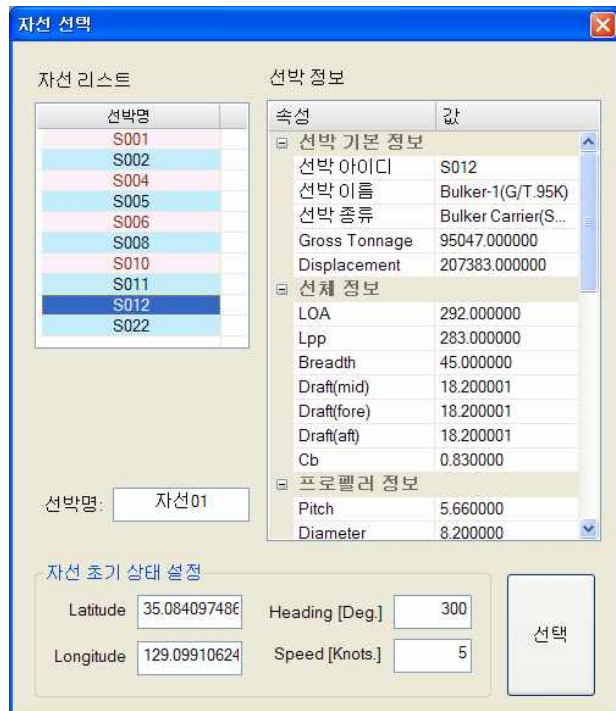 자선 선택
자선 리스트
선박명
S001
S002
S004
S005
S006
S008
S010
S011
S012
S022
선박 정보
속성 값
선박 기본 정보
선박 아이디 S012
선박 이름 Bulker-1(G/T.95K)
선박 종류 Bulker Carrier(S...
Gross Tonnage 95047.000000
Displacement 207383.000000
선체 정보
LOA 292.000000
Lpp 283.000000
Breadth 45.000000
Draft(mid) 18.200001
Draft(fore) 18.200001
Draft(aft) 18.200001
Cb 0.830000
프로펠러 정보
Pitch 5.660000
Diameter 8.200000
선박명: 자선01
자선 초기 상태 설정
Latitude 35.084097486 Heading [Deg.] 300
Longitude 129.09910624 Speed [Knots.] 5
선택